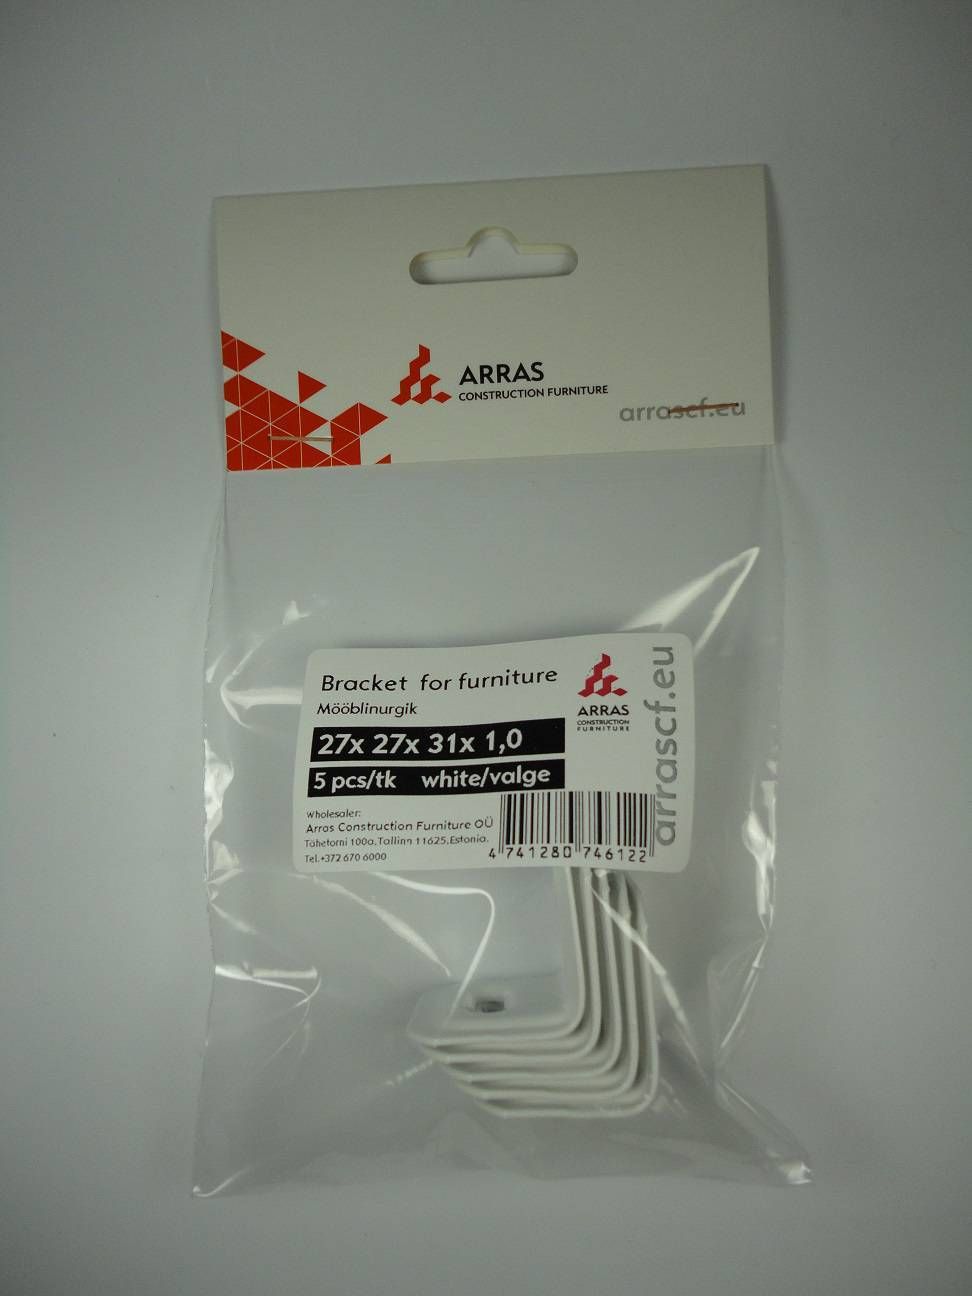 ARRAS
CONSTRUCTION FURNITURE
arrascf.eu
Bracket for furniture
Mööblinurgik
27x 27x 31x 1,0
5 pcs/tk white/valge
Wholesaler:
Arras Construction Furniture OÜ
Tähetorni 100a, Tallinn 11625, Estonia.
Tel.+372 670 6000
ARRAS
CONSTRUCTION
FURNITURE
arrascf.eu
4 741280 746122